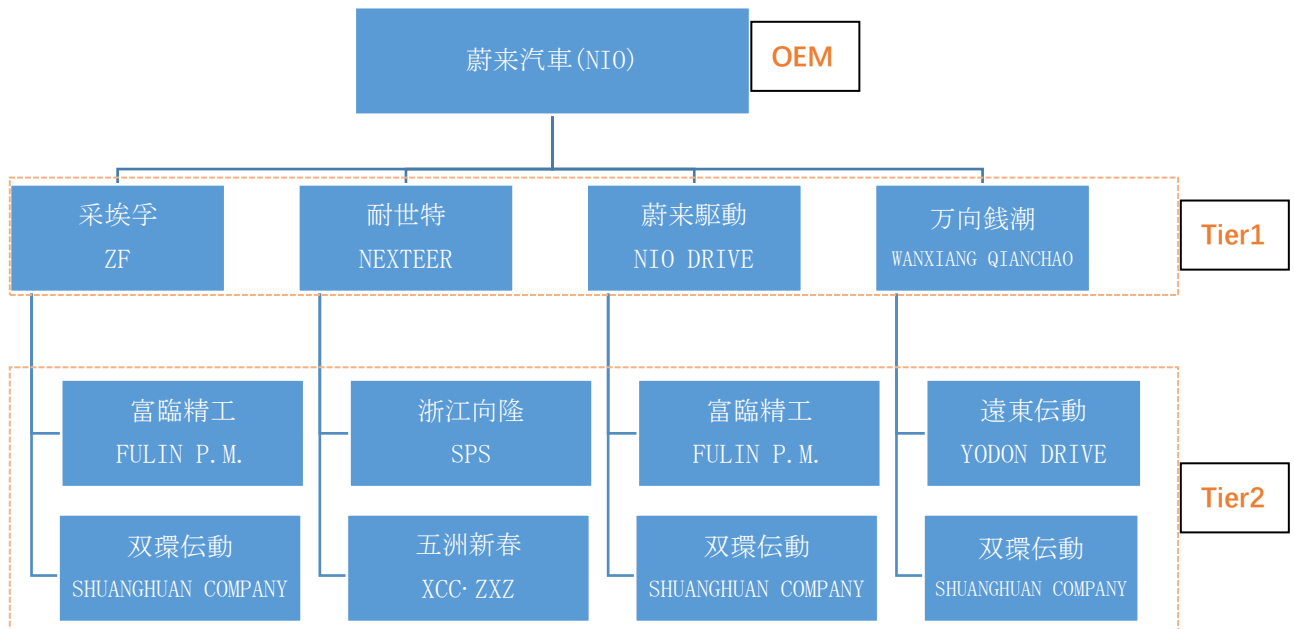 蔚来汽車(NIO)
OEM
采埃孚
ZF
耐世特
NEXTEER
蔚来駆動
NIO DRIVE
万向銭潮
WANXIANG QIANCHAO
Tier1
富臨精工
FULIN P.M.
浙江向隆
SPS
富臨精工
FULIN P.M.
遠東伝動
YODON DRIVE
Tier2
双環伝動
SHUANGHUAN COMPANY
五洲新春
XCC·ZXZ
双環伝動
SHUANGHUAN COMPANY
双環伝動
SHUANGHUAN COMPANY